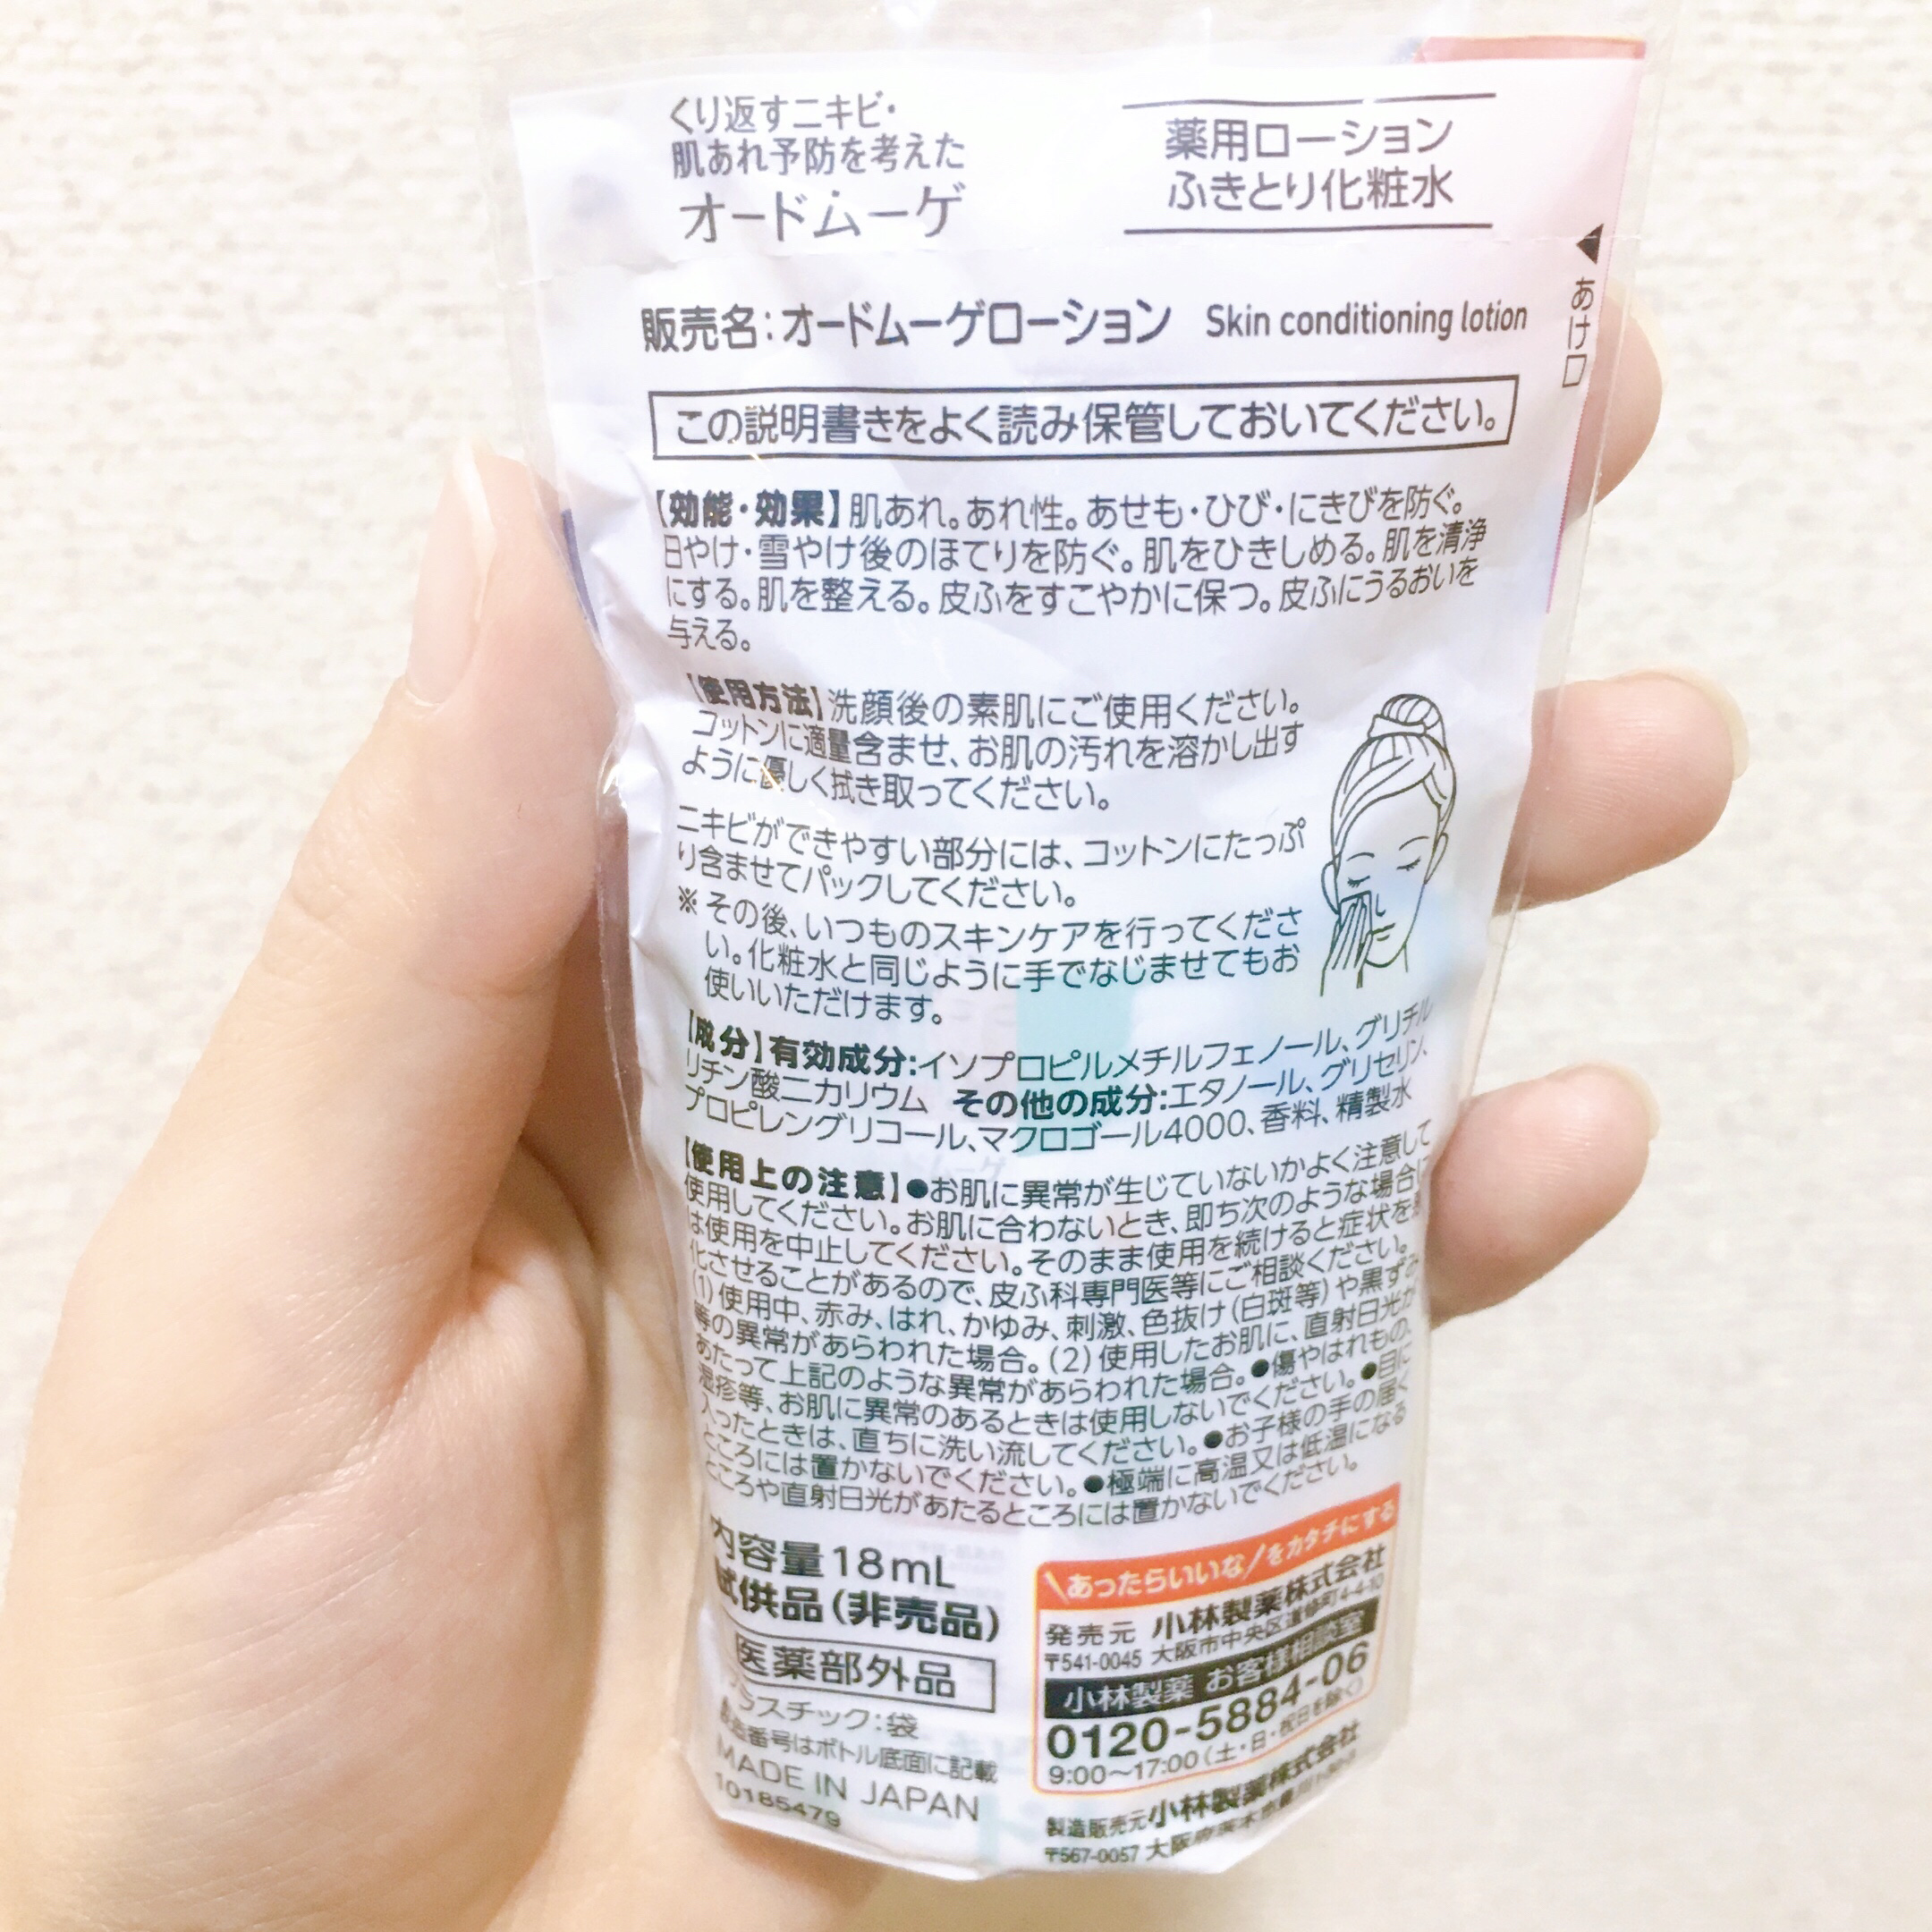 くり返すニキビ・
肌あれ予防を考えた
オードムーゲ
薬用ローション
ふきとり化粧水
あけ口
販売名:オードムーゲローション Skin conditioning lotion
この説明書きをよく読み保管しておいてください。
【効能・効果】肌あれ。あれ性。あせも・ひび・にきびを防ぐ。
日やけ・雪やけ後のほてりを防ぐ。肌をひきしめる。肌を清浄
にする。肌を整える。皮ふをすこやかに保つ。皮ふにうるおいを
与える。
【使用方法】洗顔後の素肌にご使用ください。
コットンに適量含ませ、お肌の汚れを溶かし出す
ように優しく拭き取ってください。
ニキビができやすい部分には、コットンにたっぷ
り含ませてパックしてください。
※その後、いつものスキンケアを行ってくださ
い。化粧水と同じように手でなじませてもお
使いいただけます。
【成分】有効成分:イソプロピルメチルフェノール、グリチル
リチン酸二カリウム その他の成分:エタノール、グリセリン、
プロピレングリコール、マクロゴール4000、香料、精製水
【使用上の注意】●お肌に異常が生じていないかよく注意して
使用してください。お肌に合わないとき、即ち次のような場合に
は使用を中止してください。そのまま使用を続けると症状を悪
化させることがあるので、皮ふ科専門医等にご相談ください。
(1)使用中、赤み、はれ、かゆみ、刺激、色抜け(白斑等)や黒ずみ
等の異常があらわれた場合。(2)使用したお肌に、直射日光が
あたって上記のような異常があらわれた場合。●傷やはれもの、
湿疹等、お肌に異常のあるときは使用しないでください。●目に
入ったときは、直ちに洗い流してください。●お子様の手の届く
ところには置かないでください。●極端に高温又は低温になる
ところや直射日光があたるところには置かないでください。
内容量18mL
試供品(非売品)
医薬部外品
プラスチック:袋
製造番号はボトル底面に記載
MADE IN JAPAN
10185479
\あったらいいな/をカタチにする
発売元 小林製薬株式会社
〒541-0045 大阪市中央区道修町4-4-10
小林製薬 お客様相談室
0120-5884-06
9:00〜17:00(土・日・祝日を除く)
製造販売元 小林製薬株式会社
〒567-0057 大阪府茨木市豊川